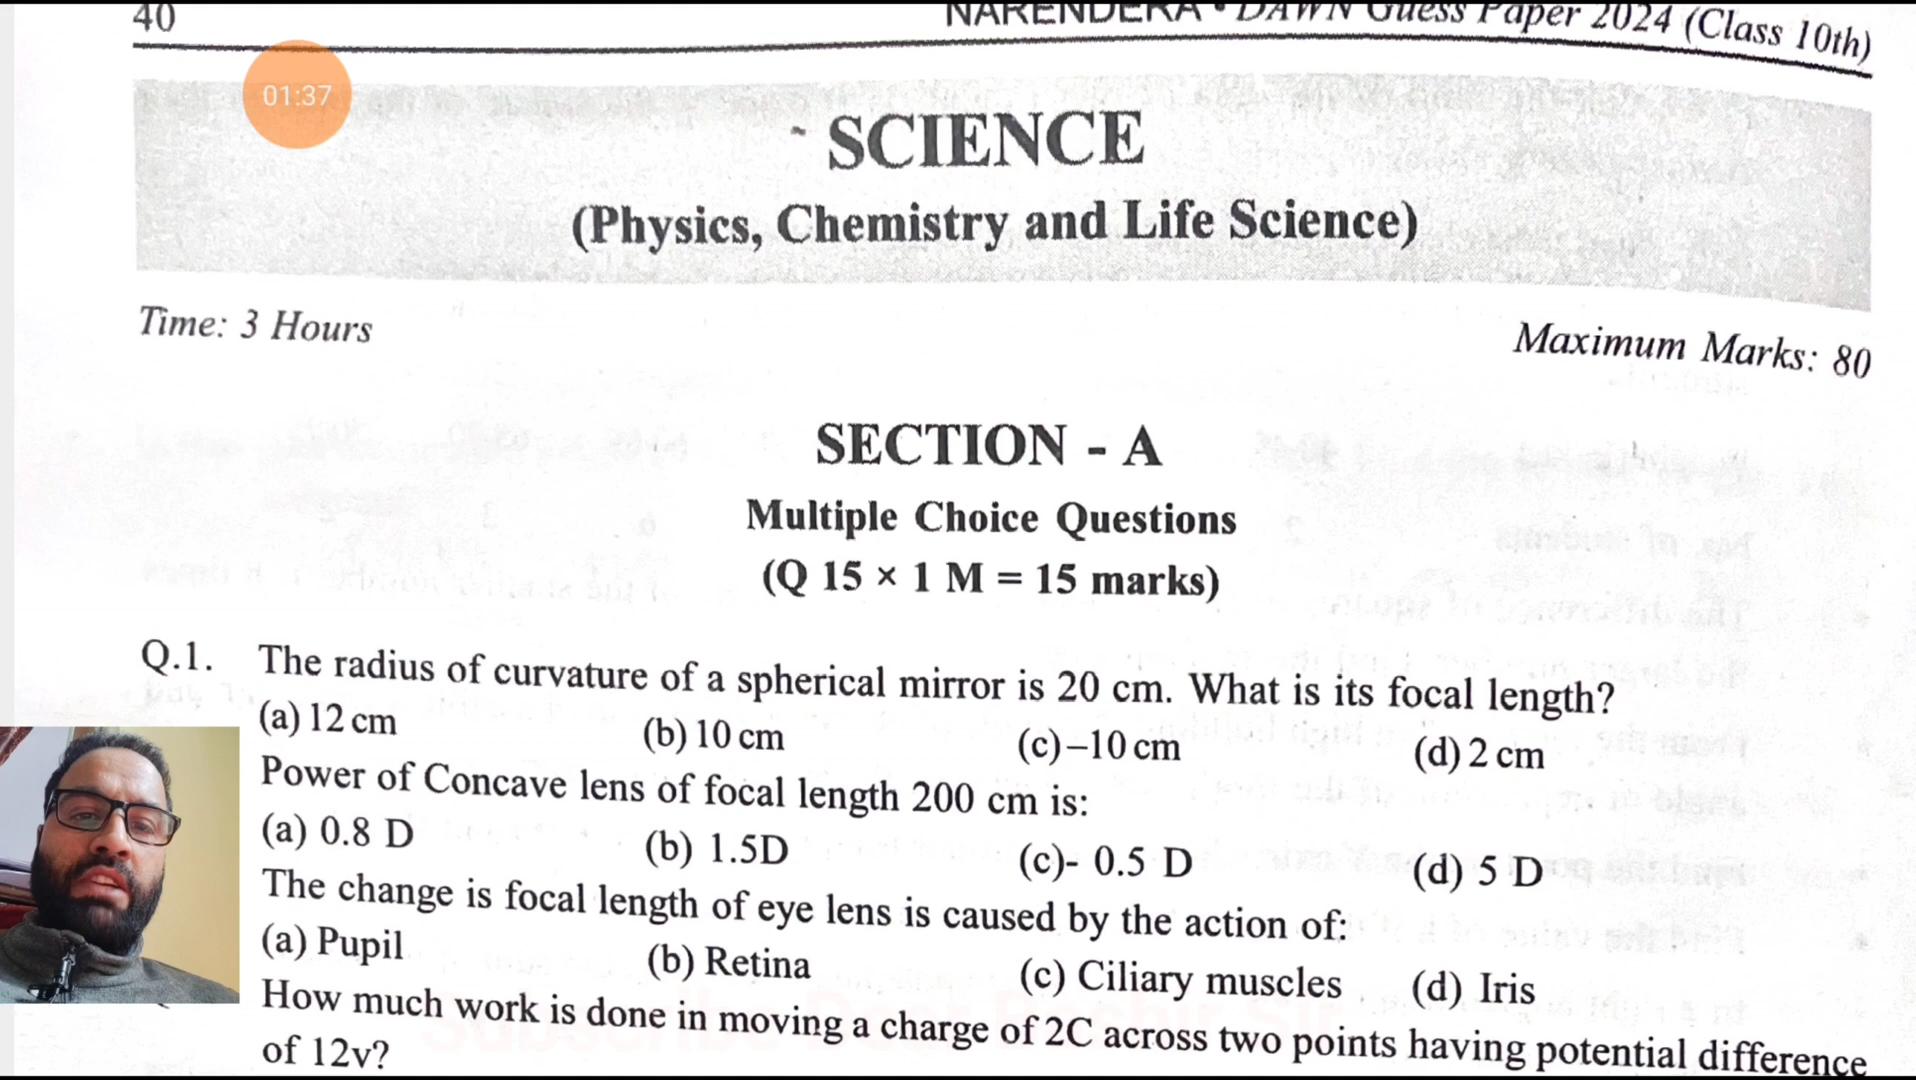 40
NARENDERA • DAWN Guess Paper 2024 (Class 10th)
01:37
SCIENCE
(Physics, Chemistry and Life Science)
Time: 3 Hours
Maximum Marks: 80
SECTION - A
Multiple Choice Questions
(Q 15 × 1 M = 15 marks)
Q.1. The radius of curvature of a spherical mirror is 20 cm. What is its focal length?
(a) 12 cm (b) 10 cm (c) –10 cm (d) 2 cm
Power of Concave lens of focal length 200 cm is:
(a) 0.8 D (b) 1.5D (c)- 0.5 D (d) 5 D
The change is focal length of eye lens is caused by the action of:
(a) Pupil (b) Retina (c) Ciliary muscles (d) Iris
How much work is done in moving a charge of 2C across two points having potential difference
of 12v?